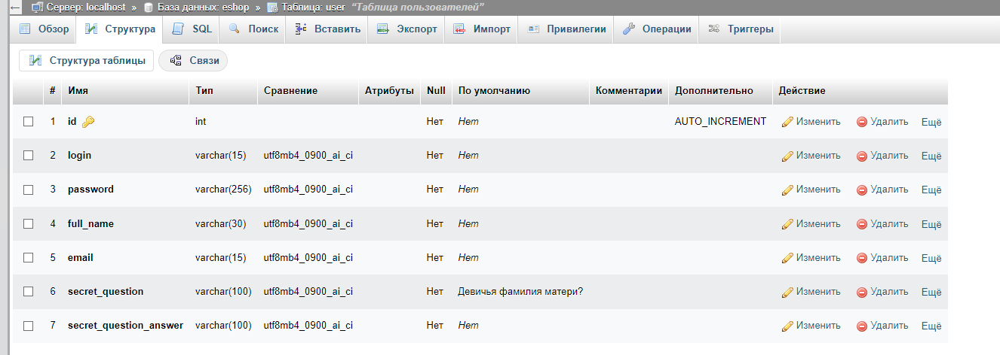 ← Сервер: localhost » База данных: eshop » Таблица: user “Таблица пользователей”
Обзор Структура SQL Поиск Вставить Экспорт Импорт Привилегии Операции Триггеры
Структура таблицы Связи
# Имя Тип Сравнение Атрибуты Null По умолчанию Комментарии Дополнительно Действие
1 id int Нет Нет AUTO_INCREMENT Изменить Удалить Ещё
2 login varchar(15) utf8mb4_0900_ai_ci Нет Нет Изменить Удалить Ещё
3 password varchar(256) utf8mb4_0900_ai_ci Нет Нет Изменить Удалить Ещё
4 full_name varchar(30) utf8mb4_0900_ai_ci Нет Нет Изменить Удалить Ещё
5 email varchar(15) utf8mb4_0900_ai_ci Нет Нет Изменить Удалить Ещё
6 secret_question varchar(100) utf8mb4_0900_ai_ci Нет Девичья фамилия матери? Изменить Удалить Ещё
7 secret_question_answer varchar(100) utf8mb4_0900_ai_ci Нет Нет Изменить Удалить Ещё